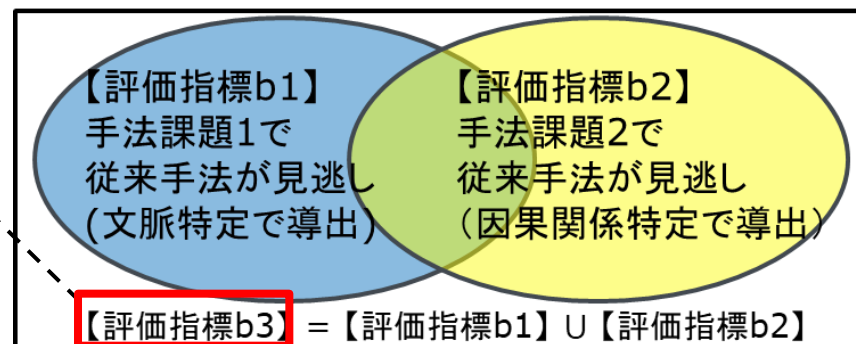 【評価指標b1】
手法課題1で
従来手法が見逃し
(文脈特定で導出)
【評価指標b2】
手法課題2で
従来手法が見逃し
（因果関係特定で導出）
【評価指標b3】=【評価指標b1】∪【評価指標b2】